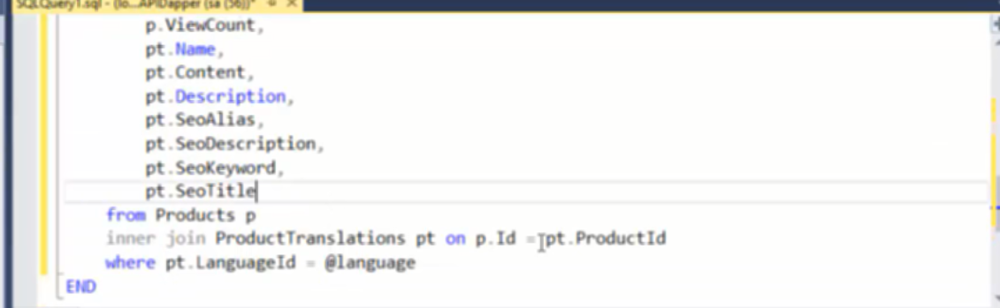 SQLQuery1.sql - (lo...APIDapper (sa (56))*
p.ViewCount,
pt.Name,
pt.Content,
pt.Description,
pt.SeoAlias,
pt.SeoDescription,
pt.SeoKeyword,
pt.SeoTitle
from Products p
inner join ProductTranslations pt on p.Id = pt.ProductId
where pt.LanguageId = @language
END